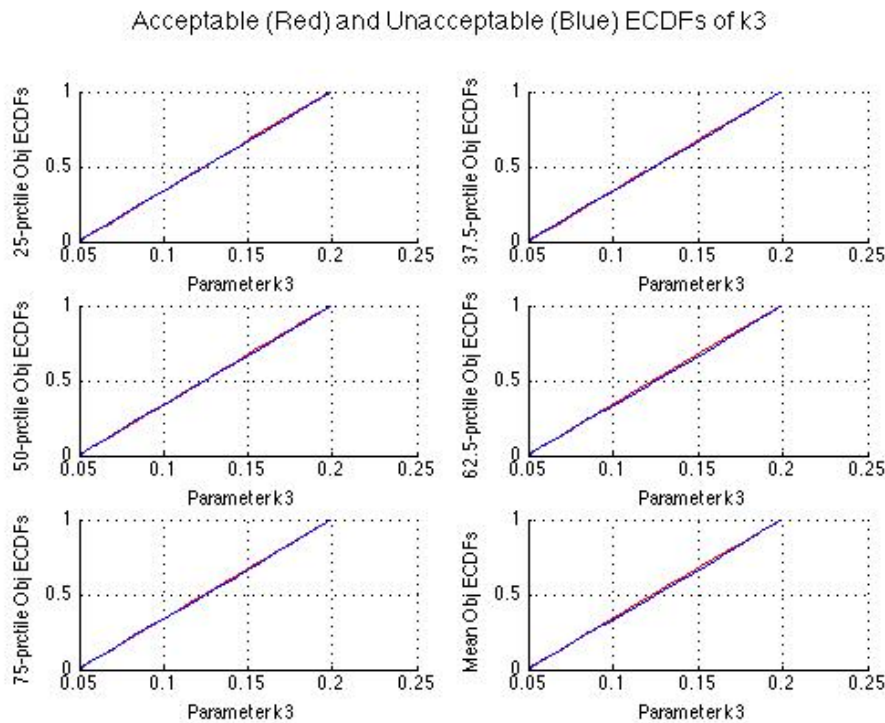 Acceptable (Red) and Unacceptable (Blue) ECDFs of k3
25-prctile Obj ECDFs
1
0.5
0
0.05 0.1 0.15 0.2 0.25
Parameter k3
37.5-prctile Obj ECDFs
1
0.5
0
0.05 0.1 0.15 0.2 0.25
Parameter k3
50-prctile Obj ECDFs
1
0.5
0
0.05 0.1 0.15 0.2 0.25
Parameter k3
62.5-prctile Obj ECDFs
1
0.5
0
0.05 0.1 0.15 0.2 0.25
Parameter k3
75-prctile Obj ECDFs
1
0.5
0
0.05 0.1 0.15 0.2 0.25
Parameter k3
Mean Obj ECDFs
1
0.5
0
0.05 0.1 0.15 0.2 0.25
Parameter k3